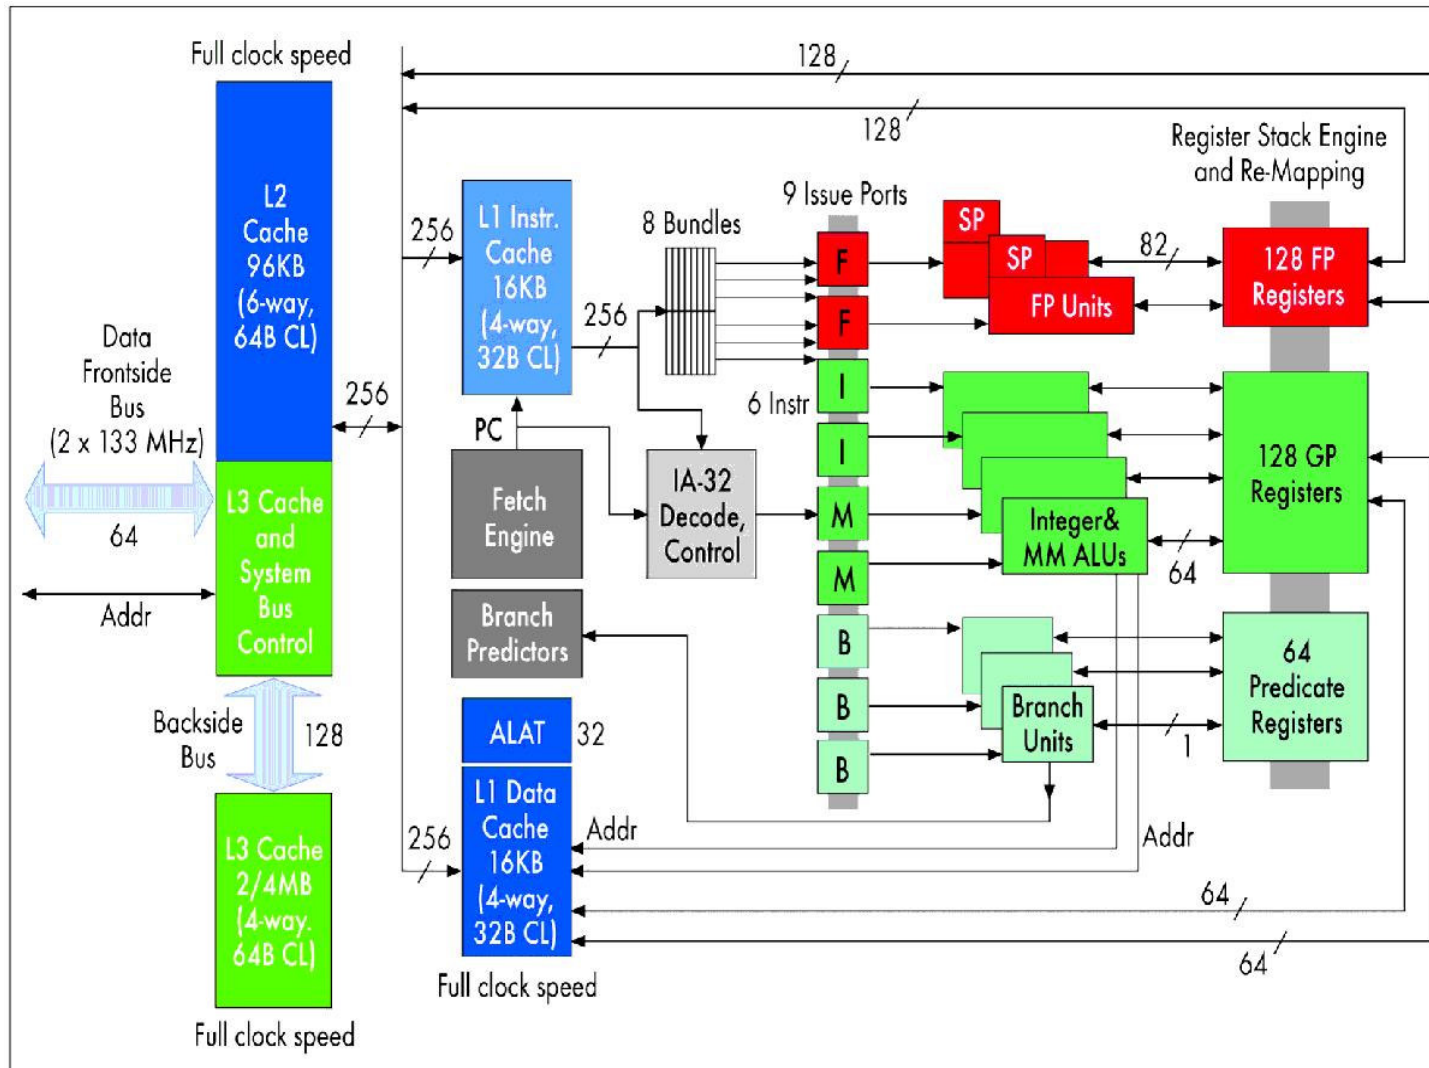 Full clock speed
L2
Cache
96KB
(6-way,
64B CL)
Data
Frontside
Bus
(2 x 133 MHz)
64
Addr
256
L3 Cache
and
System
Bus
Control
Backside
Bus
128
L3 Cache
2/4MB
(4-way.
64B CL)
Full clock speed
128
128
256
L1 Instr.
Cache
16KB
(4-way,
32B CL)
256
PC
Fetch
Engine
Branch
Predictors
ALAT
32
256
L1 Data
Cache
16KB
(4-way,
32B CL)
Full clock speed
8 Bundles
IA-32
Decode,
Control
9 Issue Ports
6 Instr
F
F
I
I
M
M
B
B
B
SP
SP
FP Units
82
Integer&
MM ALUs
64
Branch
Units
1
Addr
Addr
64
64
Register Stack Engine
and Re-Mapping
128 FP
Registers
128 GP
Registers
64
Predicate
Registers